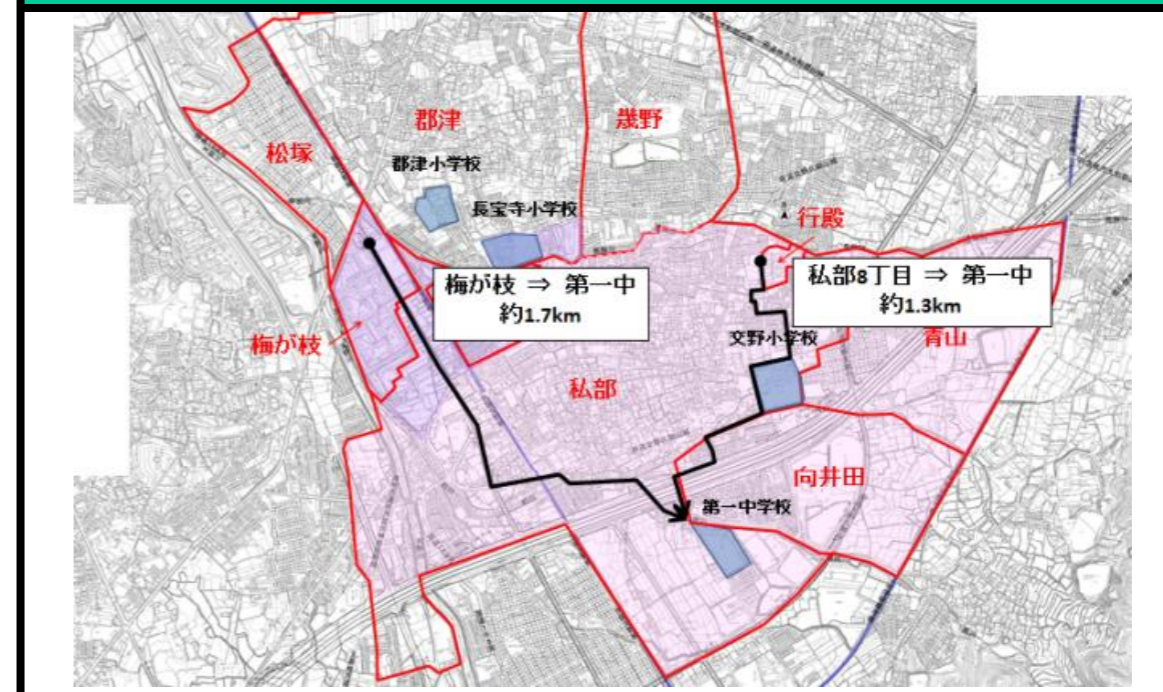 郡津
幾野
松塚
郡津小学校
長宝寺小学校
行殿
梅が枝 ⇒ 第一中
約1.7km
私部8丁目 ⇒ 第一中
約1.3km
梅が枝
交野小学校
青山
私部
向井田
第一中学校